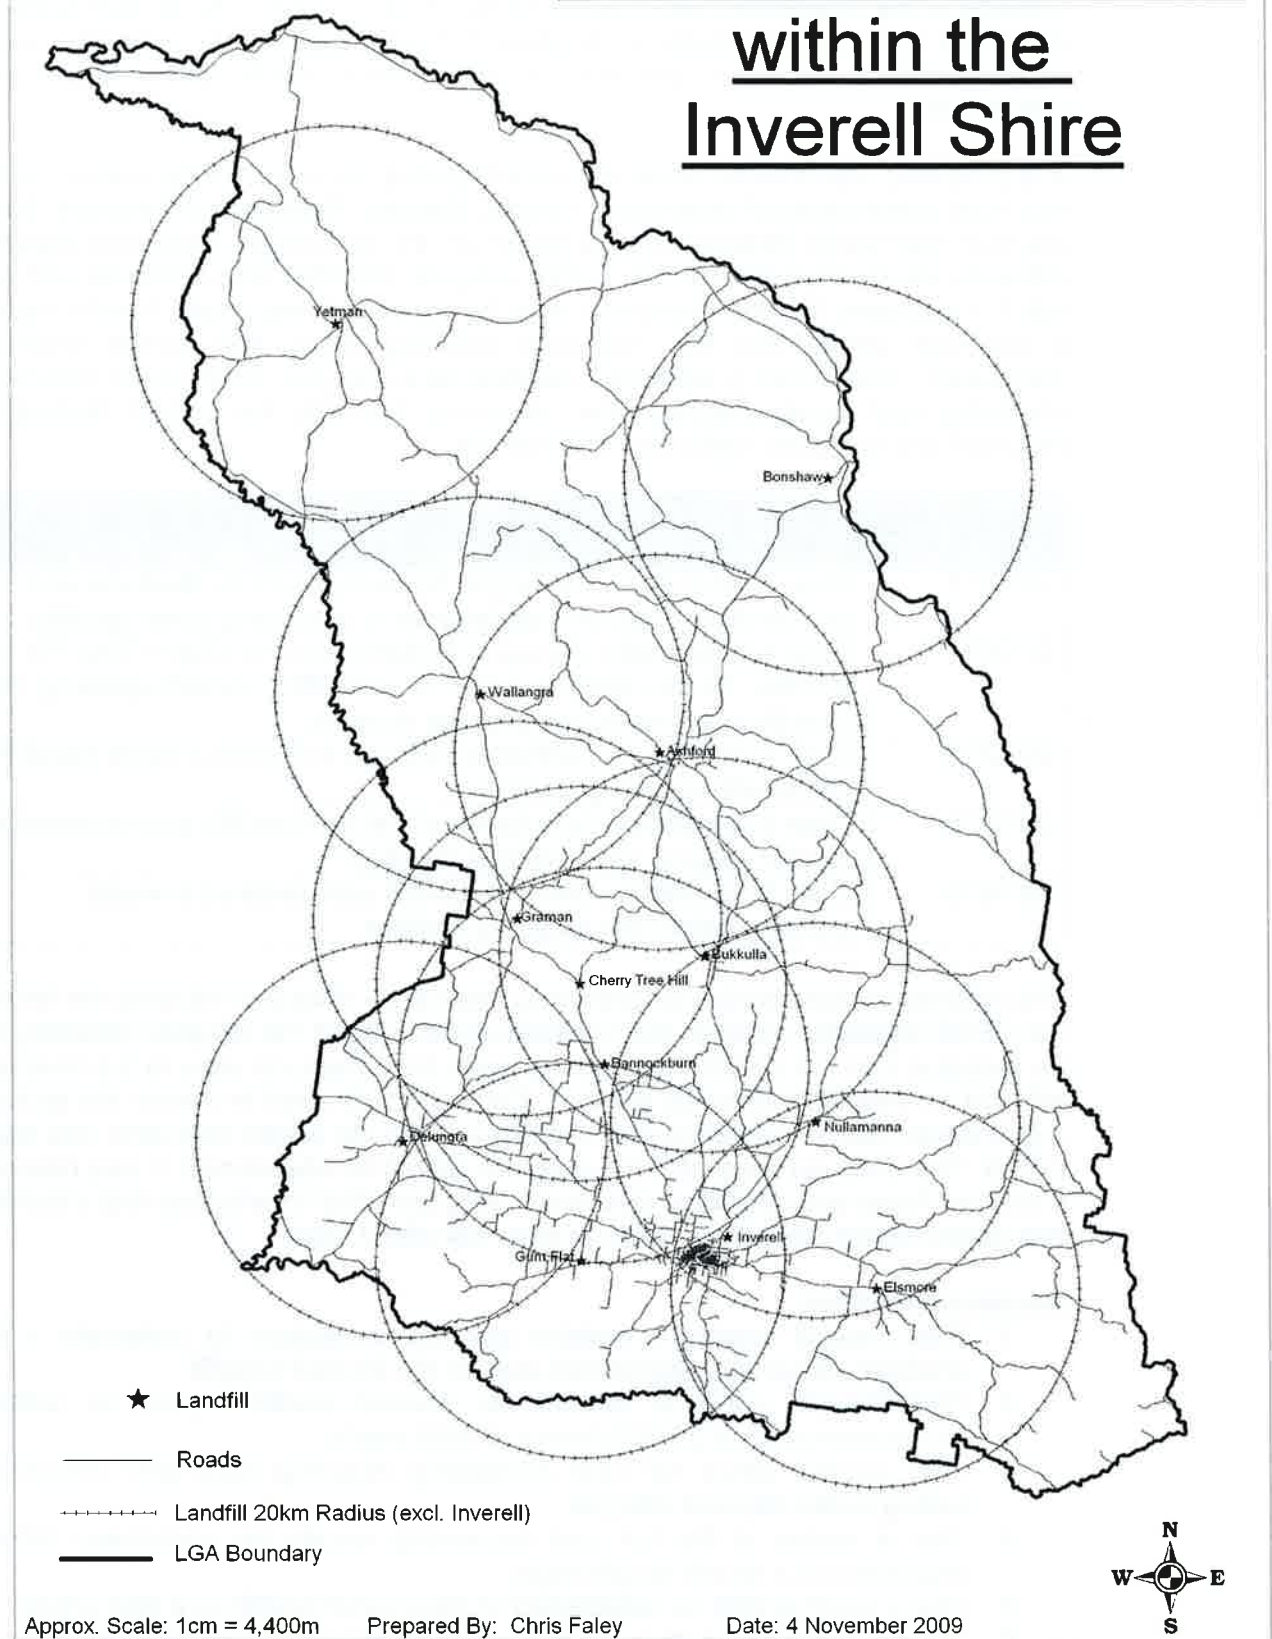 within the
Inverell Shire
Yetman
Bonshaw
Wallangra
Ashford
Graman
Bukkulla
Cherry Tree Hill
Bannockburn
Nullamanna
Delungra
Inverell
Gum Flat
Elsmore
Landfill
Roads
Landfill 20km Radius (excl. Inverell)
LGA Boundary
N
W E
S
Approx. Scale: 1cm = 4,400m Prepared By: Chris Faley Date: 4 November 2009